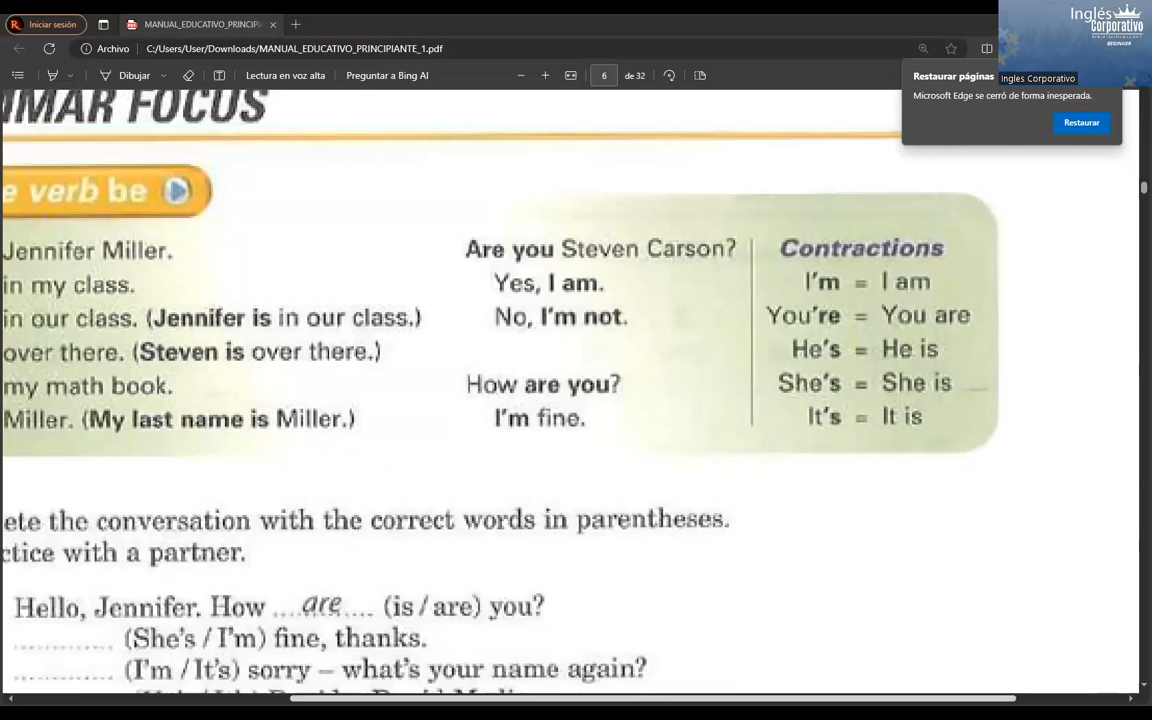 Iniciar sesión
MANUAL_EDUCATIVO_PRINCIPI
Archivo C:/Users/User/Downloads/MANUAL_EDUCATIVO_PRINCIPIANTE_1.pdf
Dibujar Lectura en voz alta Preguntar a Bing AI 6 de 32
Inglés
Corporativo
BEGINNER
Ingles Corporativo
Restaurar páginas
Microsoft Edge se cerró de forma inesperada.
Restaurar
MAR FOCUS
e verb be
Jennifer Miller.
in my class.
in our class. (Jennifer is in our class.)
over there. (Steven is over there.)
my math book.
Miller. (My last name is Miller.)
Are you Steven Carson?
Yes, I am.
No, I'm not.
How are you?
I'm fine.
Contractions
I'm = I am
You're = You are
He's = He is
She's = She is
It's = It is
ete the conversation with the correct words in parentheses.
ctice with a partner.
Hello, Jennifer. How ....are.... (is / are) you?
............ (She's / I'm) fine, thanks.
............ (I'm / It's) sorry – what's your name again?